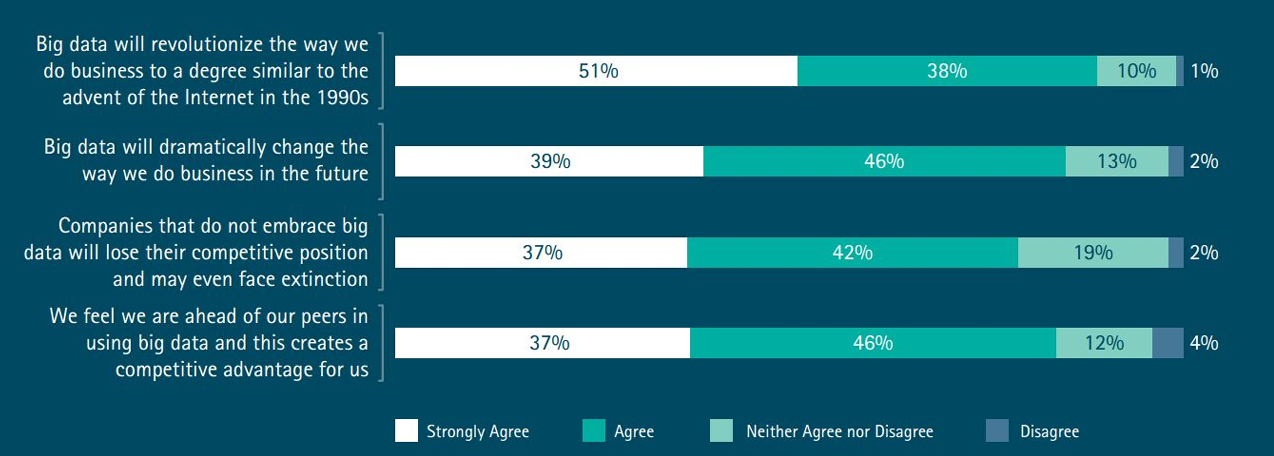 Big data will revolutionize the way we
do business to a degree similar to the
advent of the Internet in the 1990s
51% 38% 10% 1%
Big data will dramatically change the
way we do business in the future
39% 46% 13% 2%
Companies that do not embrace big
data will lose their competitive position
and may even face extinction
37% 42% 19% 2%
We feel we are ahead of our peers in
using big data and this creates a
competitive advantage for us
37% 46% 12% 4%
Strongly Agree Agree Neither Agree nor Disagree Disagree